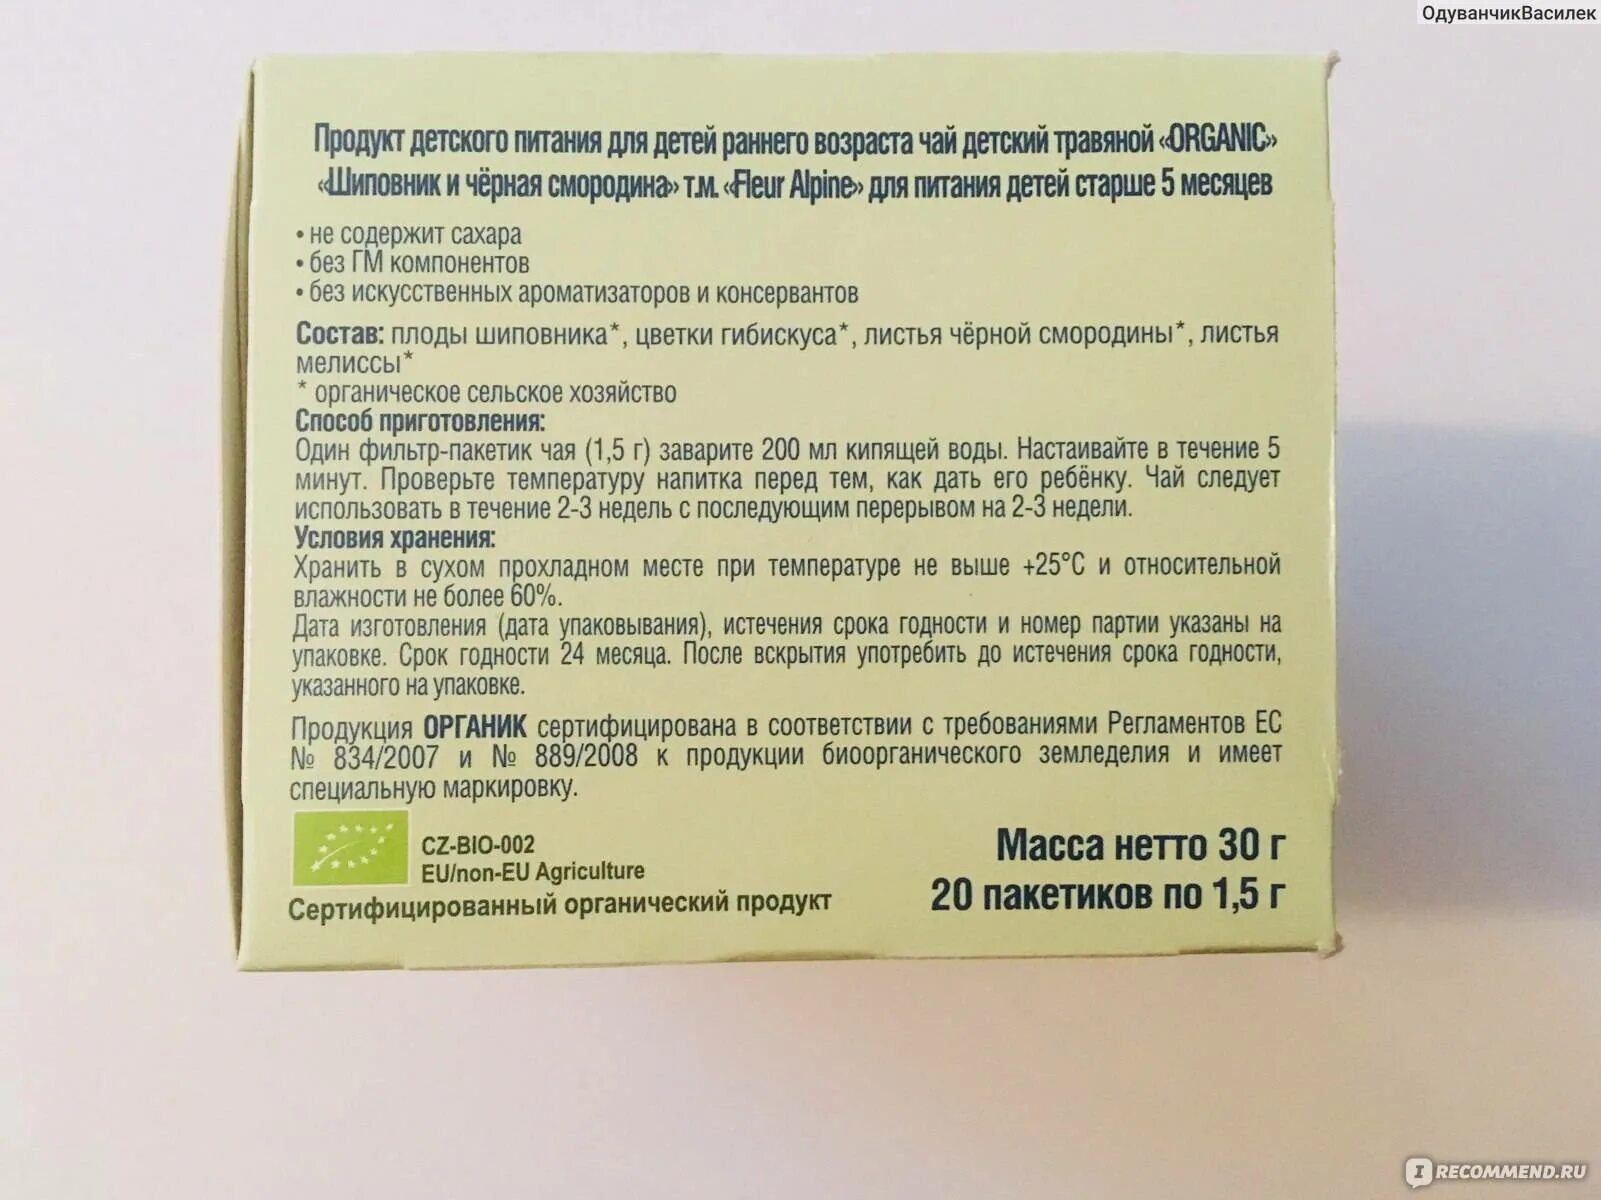 ОдуванчикВасилек
Продукт детского питания для детей раннего возраста чай детский травяной «ORGANIC»
«Шиповник и чёрная смородина» т.м. «Fleur Alpine» для питания детей старше 5 месяцев
• не содержит сахара
• без ГМ компонентов
• без искусственных ароматизаторов и консервантов
Состав: плоды шиповника*, цветки гибискуса*, листья чёрной смородины*, листья
мелиссы*
* органическое сельское хозяйство
Способ приготовления:
Один фильтр-пакетик чая (1,5 г) заварите 200 мл кипящей воды. Настаивайте в течение 5
минут. Проверьте температуру напитка перед тем, как дать его ребёнку. Чай следует
использовать в течение 2-3 недель с последующим перерывом на 2-3 недели.
Условия хранения:
Хранить в сухом прохладном месте при температуре не выше +25°С и относительной
влажности не более 60%.
Дата изготовления (дата упаковывания), истечения срока годности и номер партии указаны на
упаковке. Срок годности 24 месяца. После вскрытия употребить до истечения срока годности,
указанного на упаковке.
Продукция ОРГАНИК сертифицирована в соответствии с требованиями Регламентов ЕС
№ 834/2007 и № 889/2008 к продукции биоорганического земледелия и имеет
специальную маркировку.
CZ-BIO-002
EU/non-EU Agriculture
Сертифицированный органический продукт
Масса нетто 30 г
20 пакетиков по 1,5 г
IRECOMMEND.RU